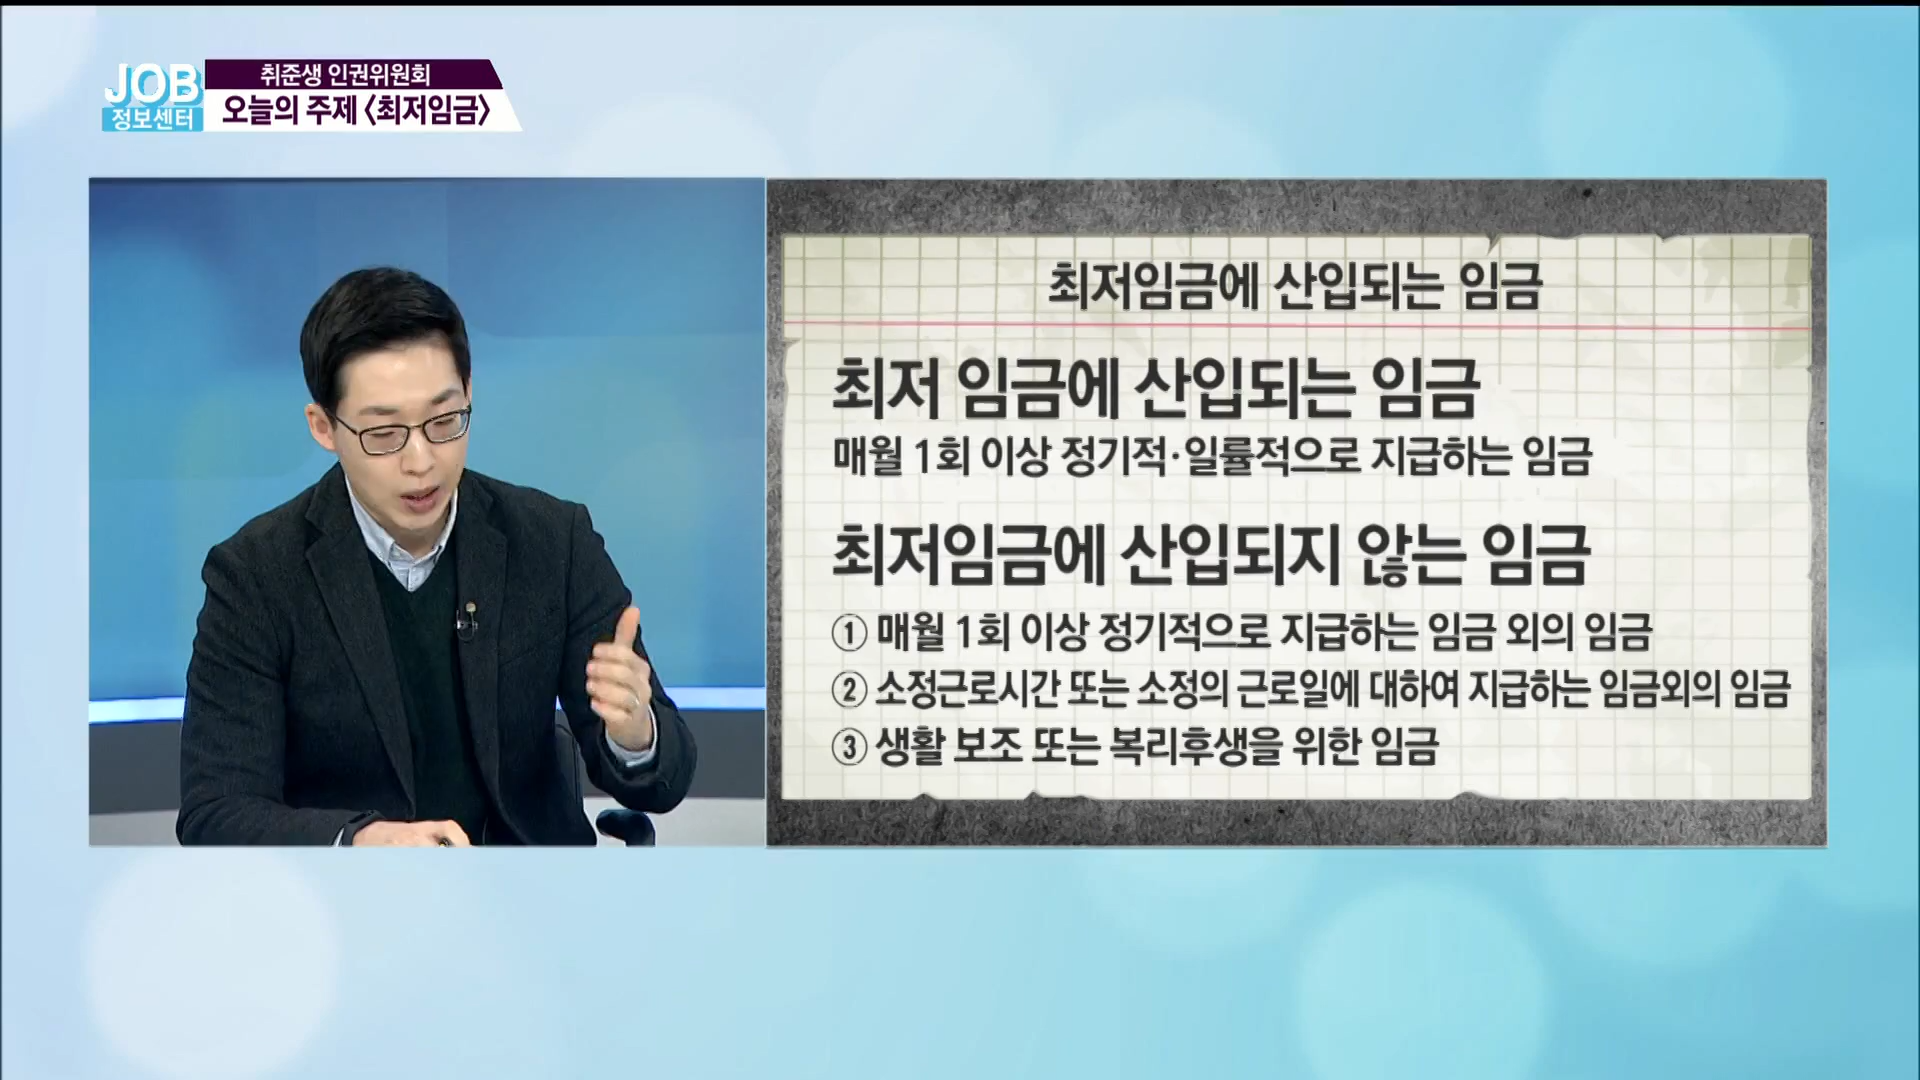 JOB
정보센터
취준생 인권위원회
오늘의 주제 <최저임금>
최저임금에 산입되는 임금
최저 임금에 산입되는 임금
매월 1회 이상 정기적·일률적으로 지급하는 임금
최저임금에 산입되지 않는 임금
① 매월 1회 이상 정기적으로 지급하는 임금 외의 임금
② 소정근로시간 또는 소정의 근로일에 대하여 지급하는 임금외의 임금
③ 생활 보조 또는 복리후생을 위한 임금